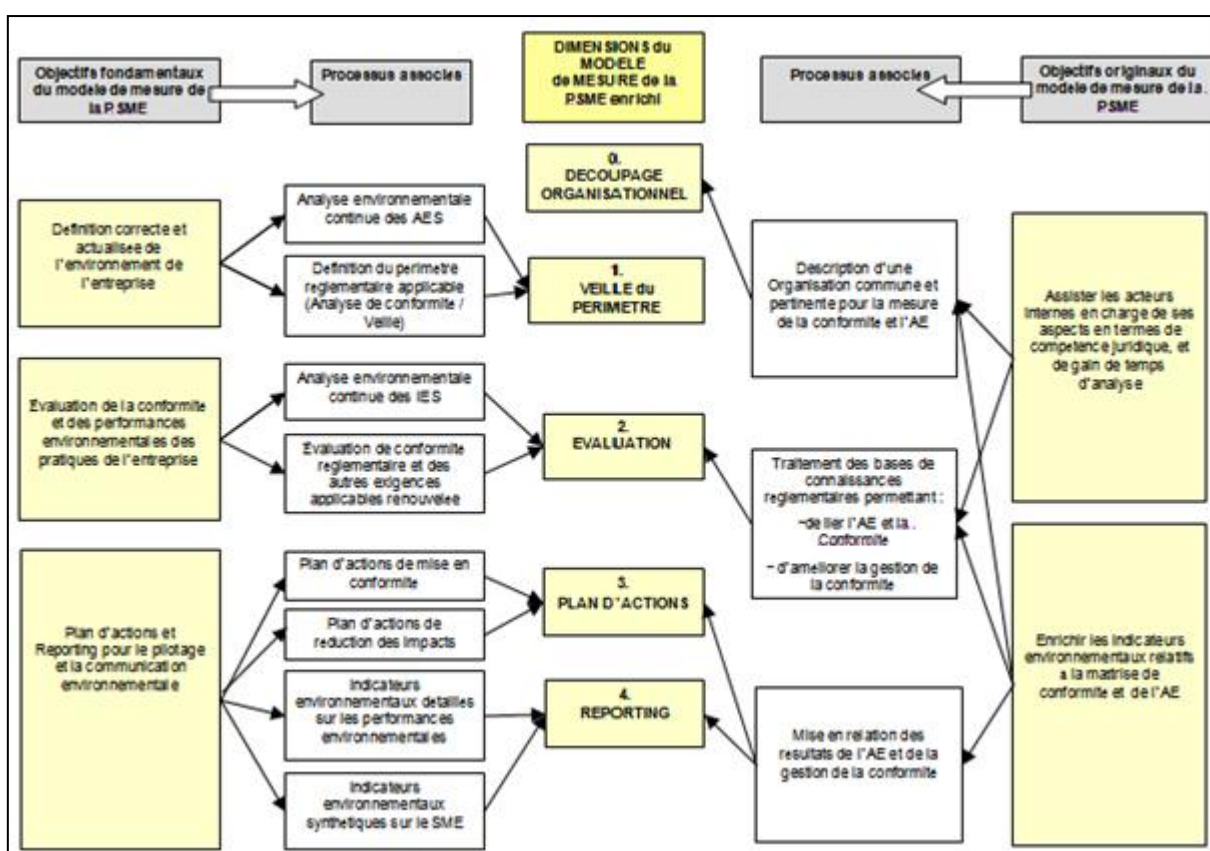 Objectifs fondamentaux
du modele de mesure de
la PSME
Processus associes
DIMENSIONS du
MODELE
de MESURE de la
PSME enrichi
Processus associes
Objectifs originaux du
modele de mesure de la.
PSME
0.
DECOUPAGE
ORGANISATIONNEL
Definition correcte et
actualisee de
l'environnement de
l'entreprise
Analyse environnementale
continue des AES
Definition du perimetre
reglementaire applicable
(Analyse de conformite /
Veille)
1.
VEILLE du
PERIMETRE
Description d'une
Organisation commune et
pertinente pour la mesure
de la conformite et l'AE
Assister les acteurs
Internes en charge de ses
aspects en termes de
competence juridique, et
de gain de temps
d'analyse
Évaluation de la conformite
et des performances
environnementales des
pratiques de l'entreprise
Analyse environnementale
continue des IES
Évaluation de conformite
reglementaire et des
autres exigences
applicables renouvelee
2.
EVALUATION
Traitement des bases de
connaissances
reglementaires permettant :
–de lier l'AE et la.
Conformite
– d'ameliorer la gestion de
la conformite
Plan d'actions et
Reporting pour le pilotage
et la communication
environnementale
Plan d'actions de mise en
conformite
Plan d'actions de
reduction des impacts
Indicateurs
environnementaux detailles
sur les performances
environnementales
Indicateurs
environnementaux
synthetiques sur le SME
3.
PLAN D'ACTIONS
4.
REPORTING
Mise en relation des
resultats de l'AE et de la
gestion de la conformite
Enrichir les Indicateurs
environnementaux relatifs
a la maitrise de
conformite et de l'AE